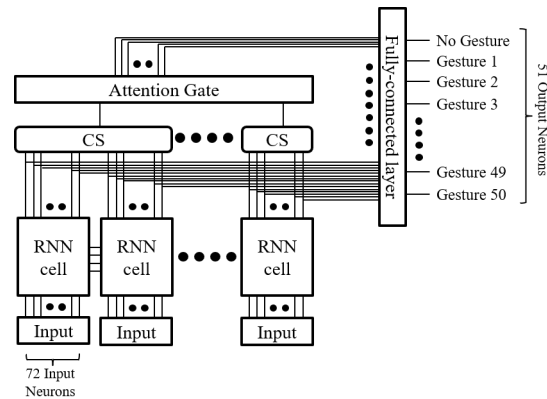 No Gesture
Gesture 1
Gesture 2
Gesture 3
Gesture 49
Gesture 50
51 Output Neurons
Fully-connected layer
Attention Gate
CS
CS
RNN
cell
RNN
cell
RNN
cell
Input
Input
Input
72 Input
Neurons